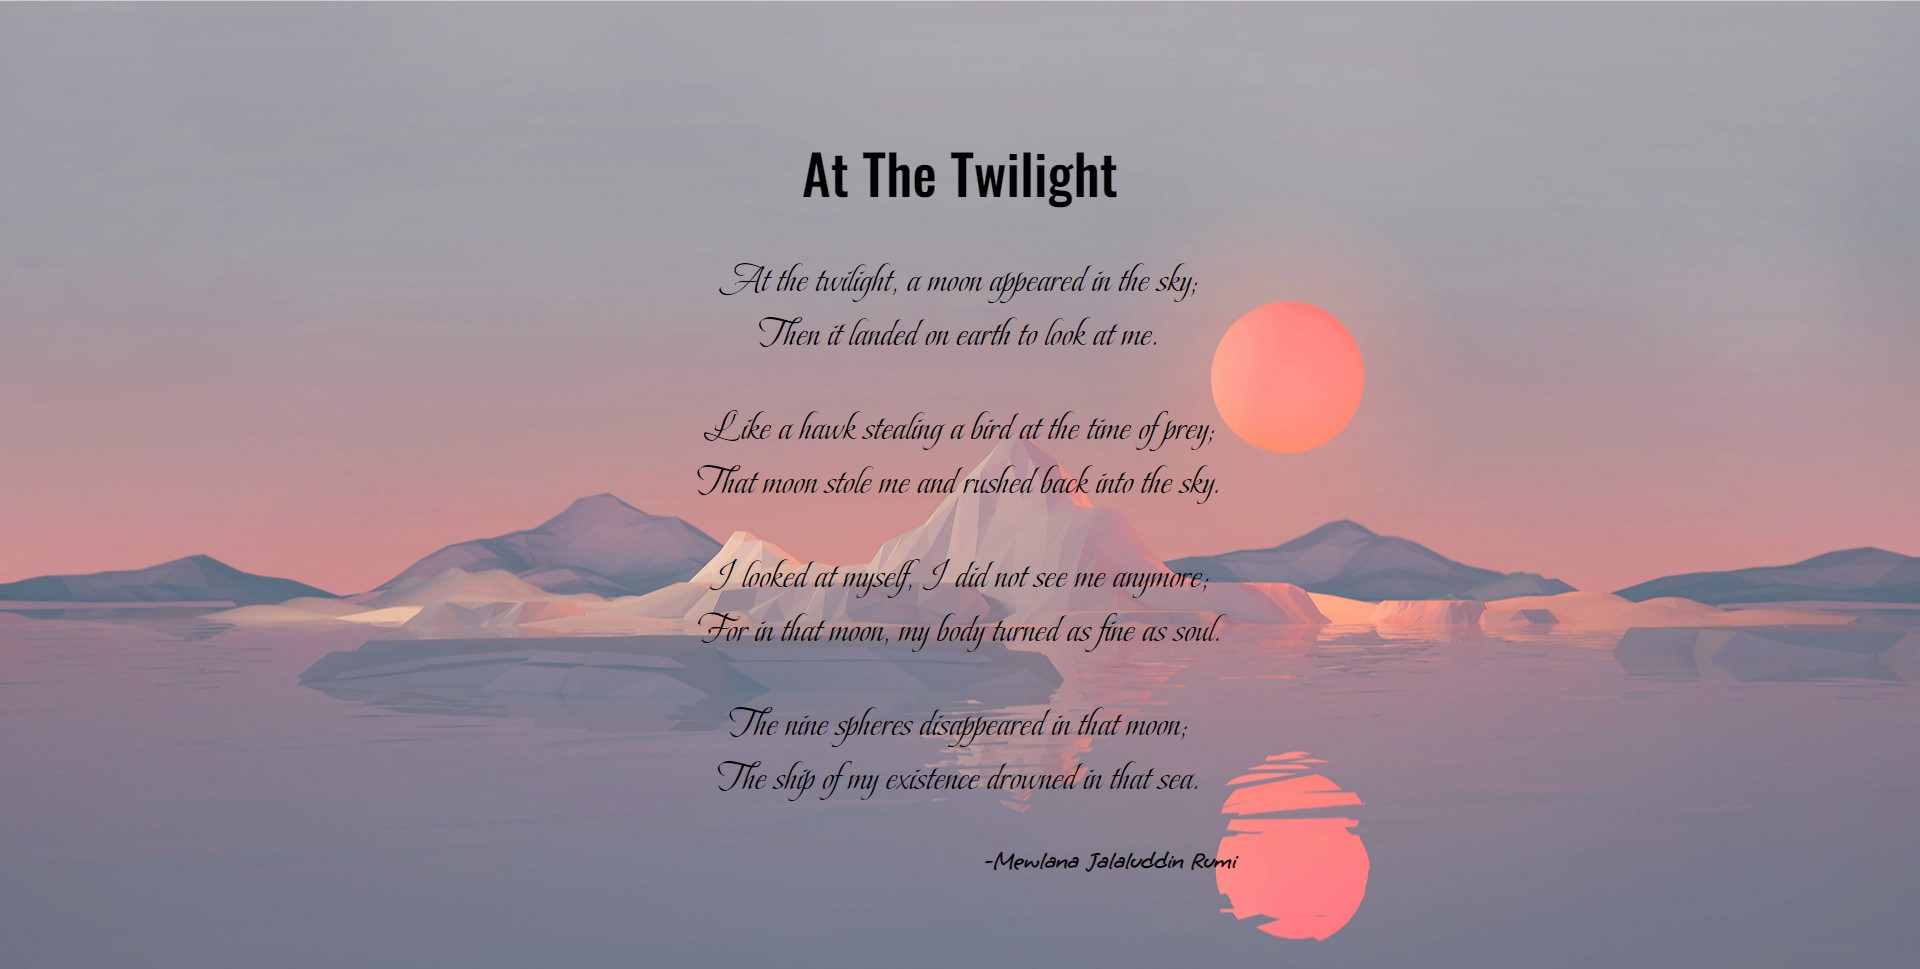 At The Twilight
At the twilight, a moon appeared in the sky;
Then it landed on earth to look at me.
Like a hawk stealing a bird at the time of prey;
That moon stole me and rushed back into the sky.
I looked at myself, I did not see me anymore;
For in that moon, my body turned as fine as soul.
The nine spheres disappeared in that moon;
The ship of my existence drowned in that sea.
-Mewlana Jalaluddin Rumi